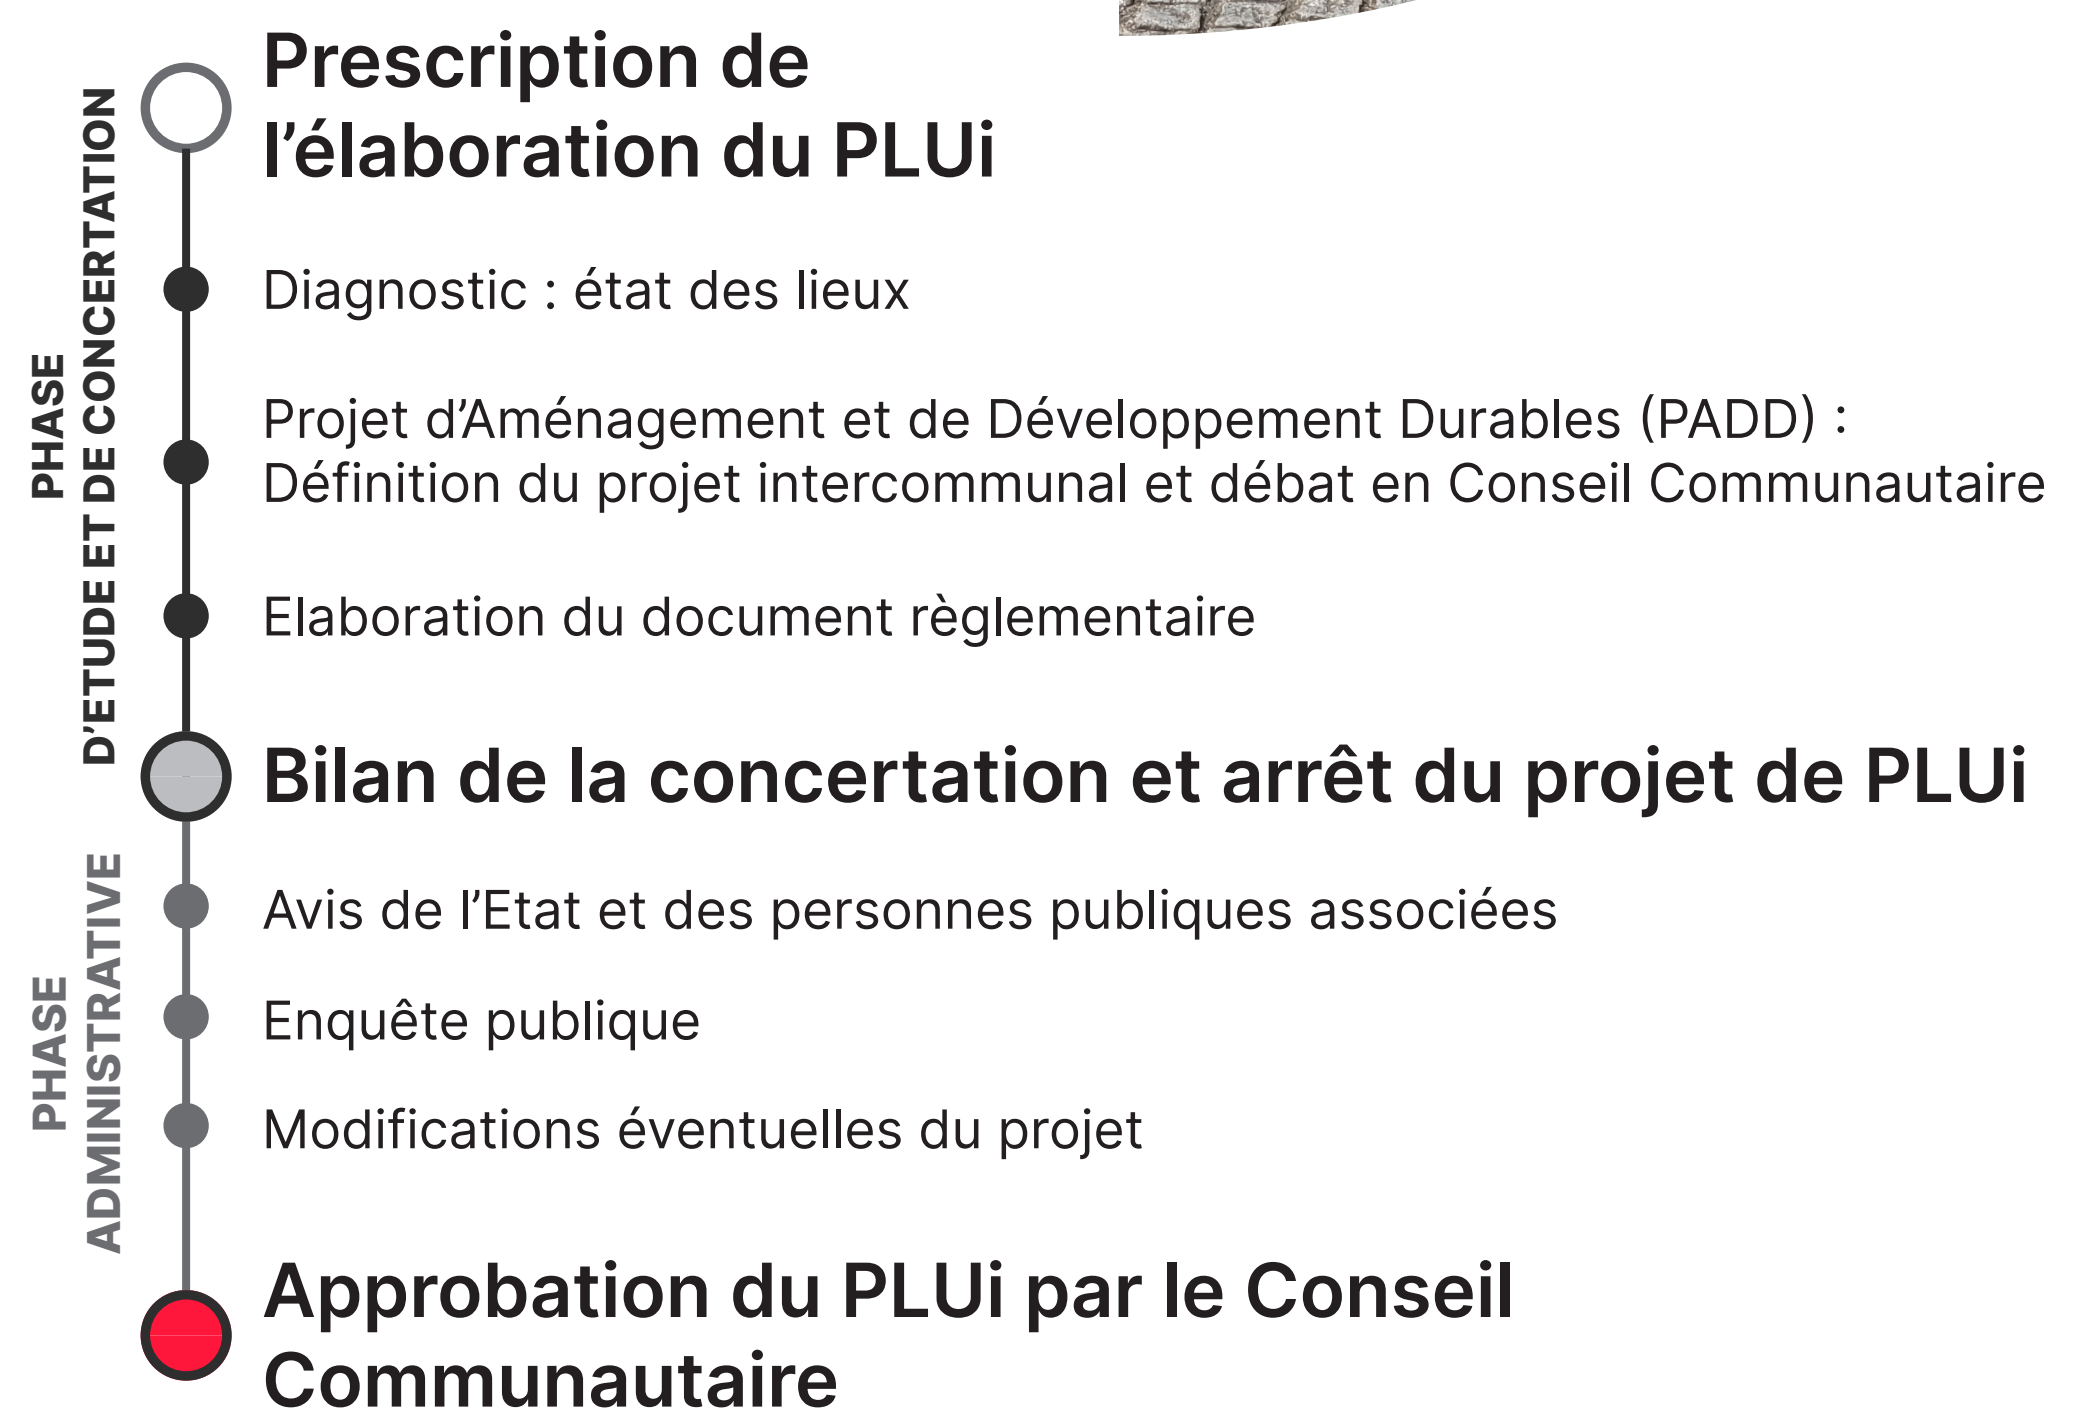 PHASE
D'ETUDE ET DE CONCERTATION
Prescription de
l’élaboration du PLUi
Diagnostic : état des lieux
Projet d’Aménagement et de Développement Durables (PADD) :
Définition du projet intercommunal et débat en Conseil Communautaire
Elaboration du document règlementaire
Bilan de la concertation et arrêt du projet de PLUi
PHASE
ADMINISTRATIVE
Avis de l’Etat et des personnes publiques associées
Enquête publique
Modifications éventuelles du projet
Approbation du PLUi par le Conseil
Communautaire